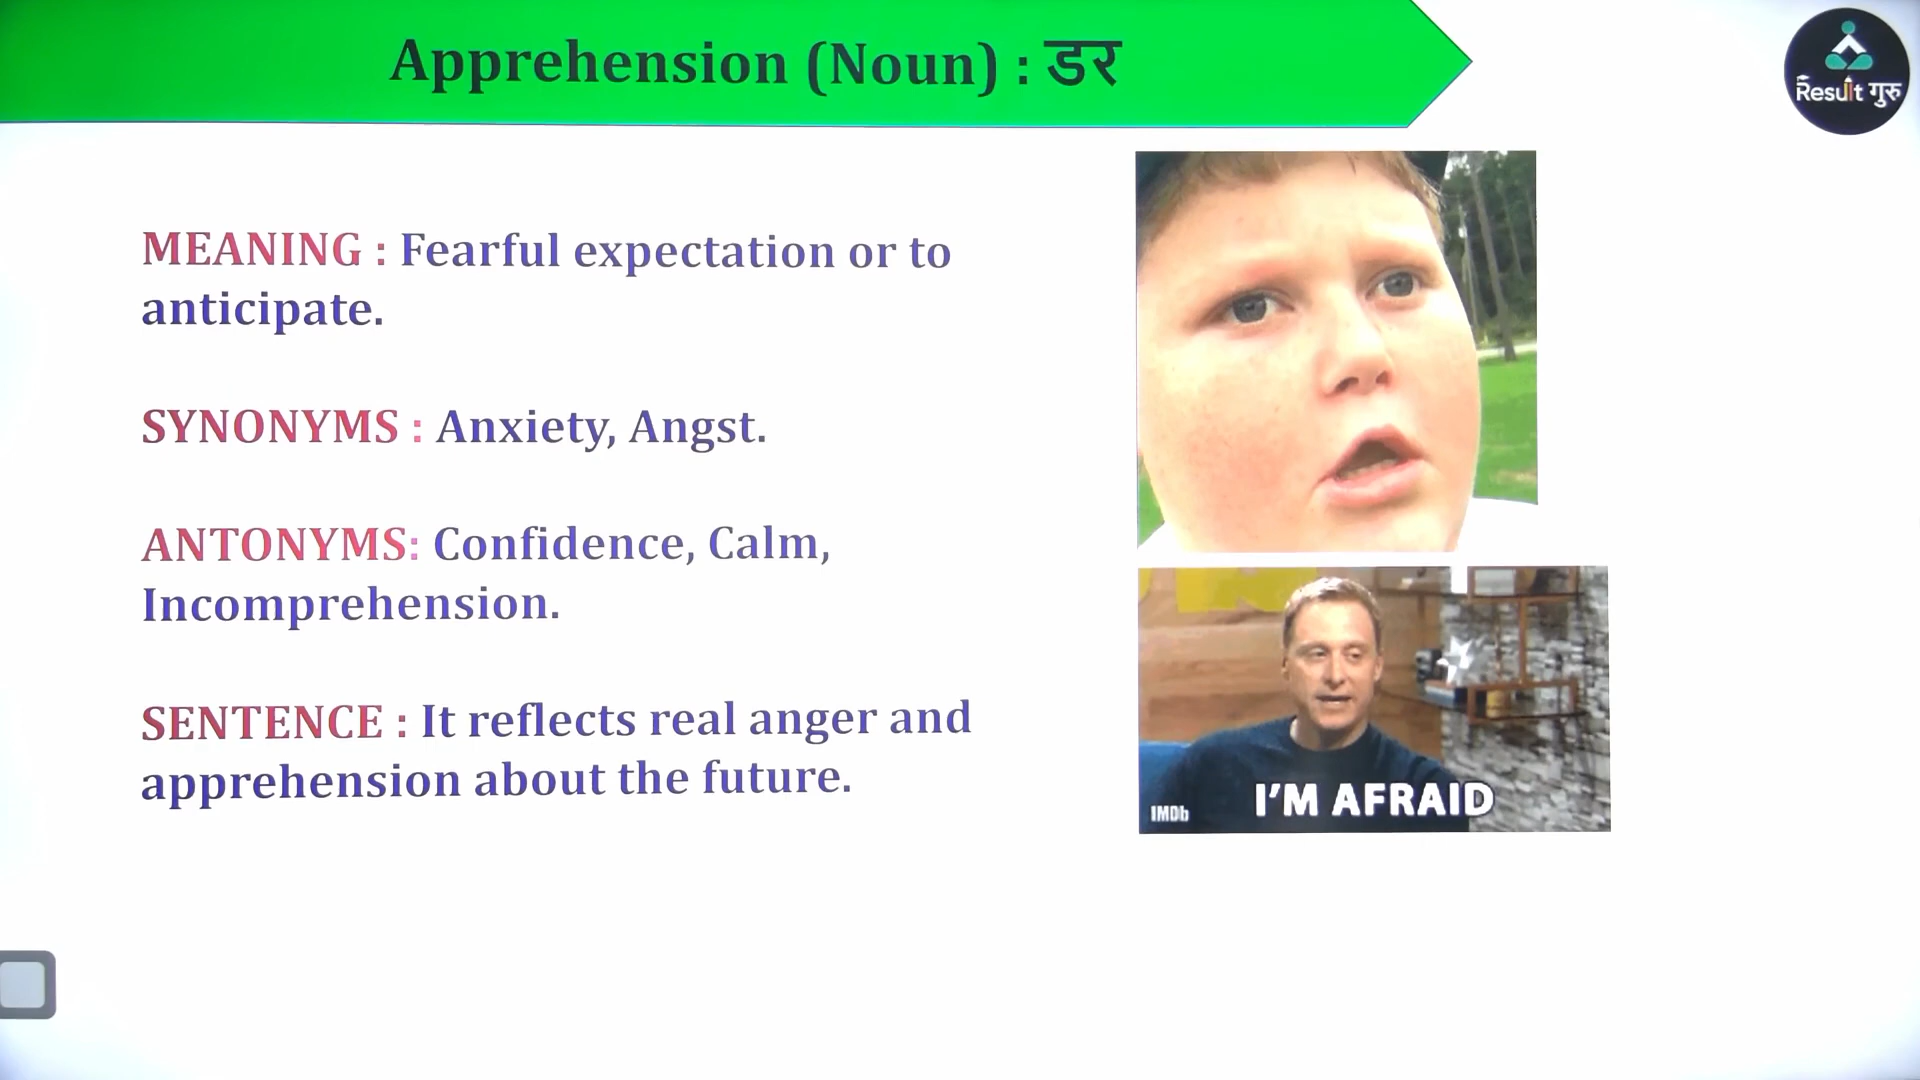 Apprehension (Noun) : डर
Result गुरु
MEANING : Fearful expectation or to
anticipate.
SYNONYMS : Anxiety, Angst.
ANTONYMS: Confidence, Calm,
Incomprehension.
SENTENCE : It reflects real anger and
apprehension about the future.
I'M AFRAID
IMDb